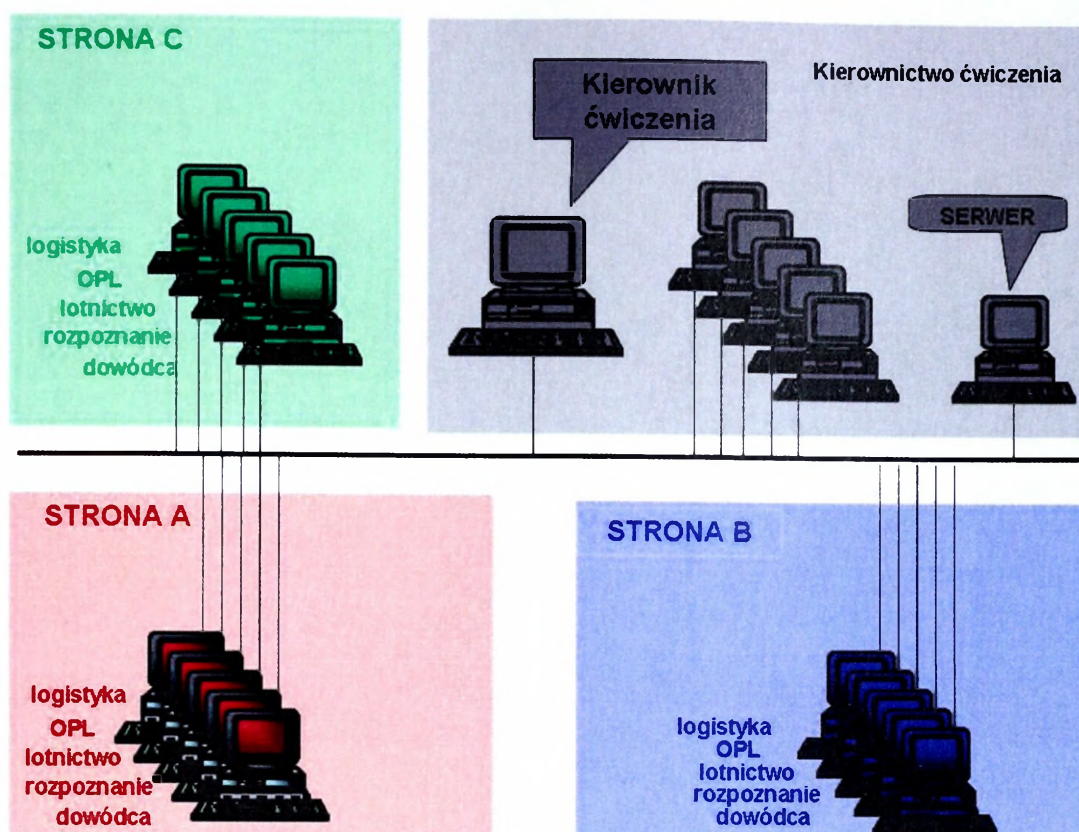 STRONA C
logistyka
OPL
lotnictwo
rozpoznanie
dowódca
Kierownictwo ćwiczenia
Kierownik
ćwiczenia
SERWER
STRONA A
logistyka
OPL
lotnictwo
rozpoznanie
dowódca
STRONA B
logistyka
OPL
lotnictwo
rozpoznanie
dowódca